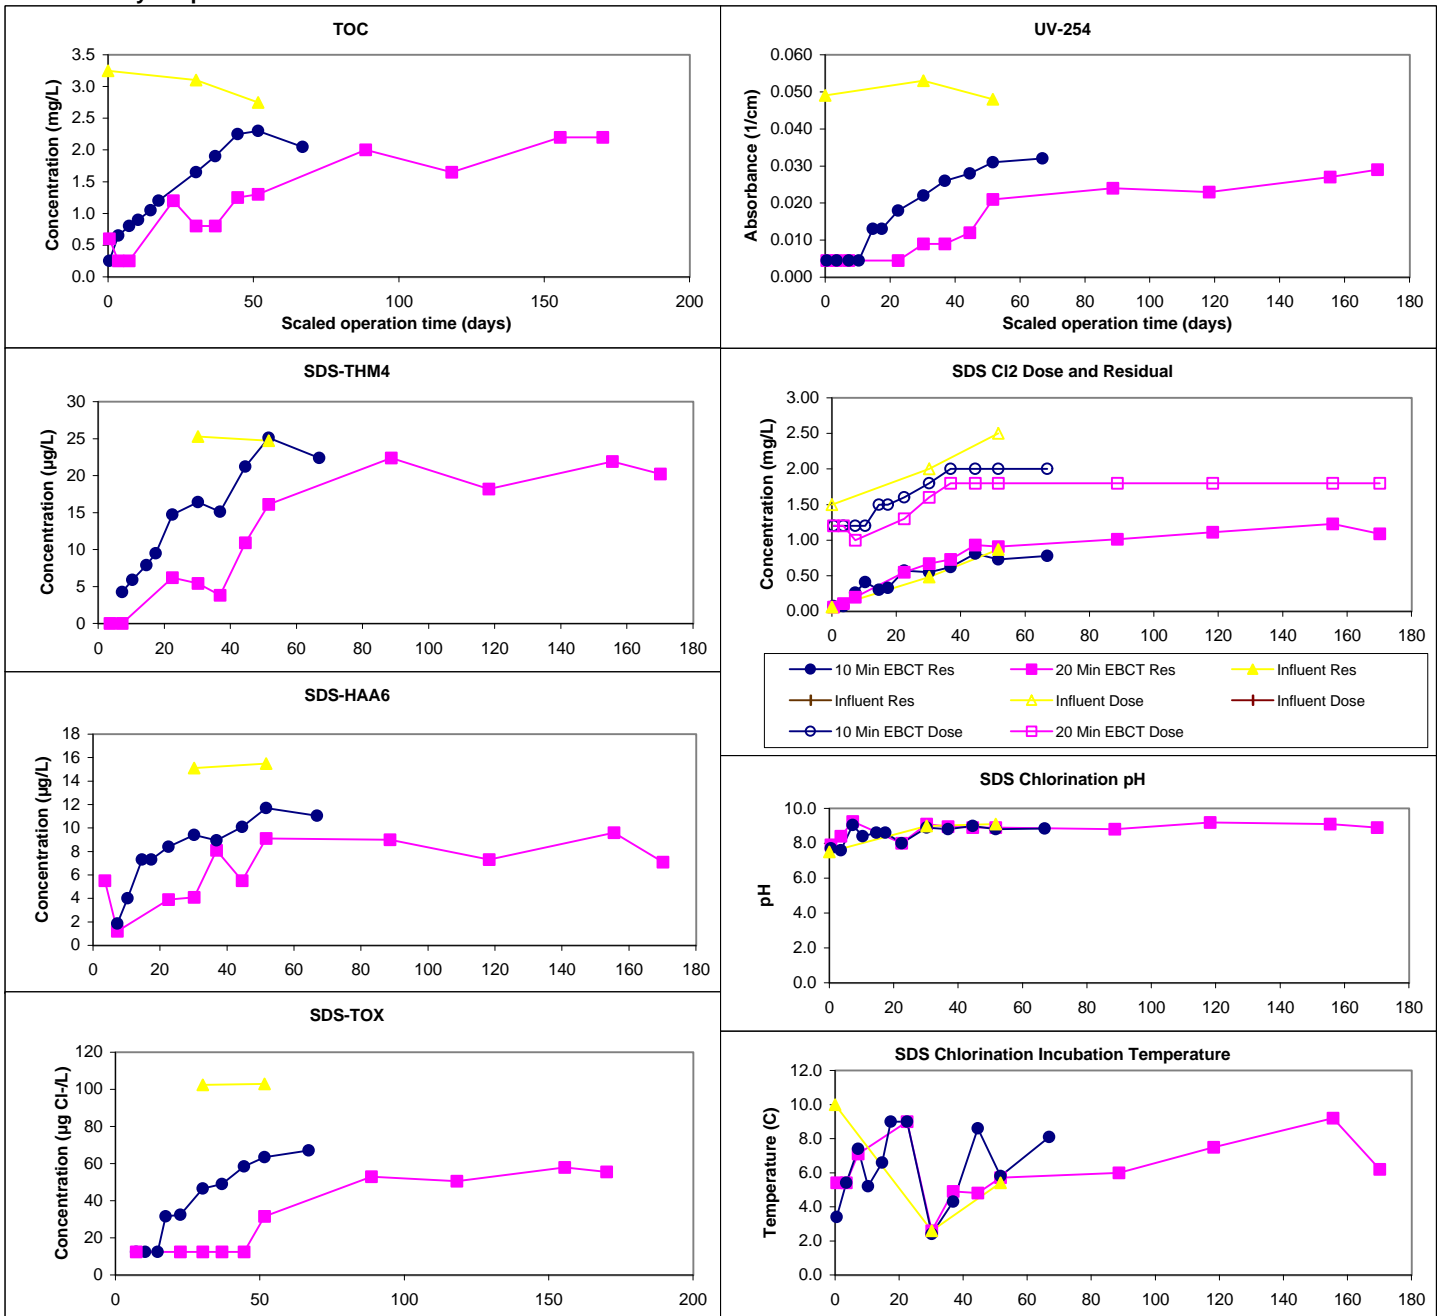 TOC
3.5
3.0
2.5
2.0
1.5
1.0
0.5
0.0
Concentration (mg/L)
0 50 100 150 200
Scaled operation time (days)
UV-254
0.060
0.050
0.040
0.030
0.020
0.010
0.000
Absorbance (1/cm)
0 20 40 60 80 100 120 140 160 180
Scaled operation time (days)
SDS-THM4
30
25
20
15
10
5
0
Concentration (µg/L)
0 20 40 60 80 100 120 140 160 180
SDS Cl2 Dose and Residual
3.00
2.50
2.00
1.50
1.00
0.50
0.00
Concentration (mg/L)
0 20 40 60 80 100 120 140 160 180
10 Min EBCT Res 20 Min EBCT Res Influent Res
Influent Res Influent Dose Influent Dose
10 Min EBCT Dose 20 Min EBCT Dose
SDS-HAA6
18
16
14
12
10
8
6
4
2
0
Concentration (µg/L)
0 20 40 60 80 100 120 140 160 180
SDS Chlorination pH
10.0
8.0
6.0
4.0
2.0
0.0
pH
0 20 40 60 80 100 120 140 160 180
SDS-TOX
120
100
80
60
40
20
0
Concentration (µg Cl-/L)
0 50 100 150 200
SDS Chlorination Incubation Temperature
12.0
10.0
8.0
6.0
4.0
2.0
0.0
Temperature (C)
0 20 40 60 80 100 120 140 160 180